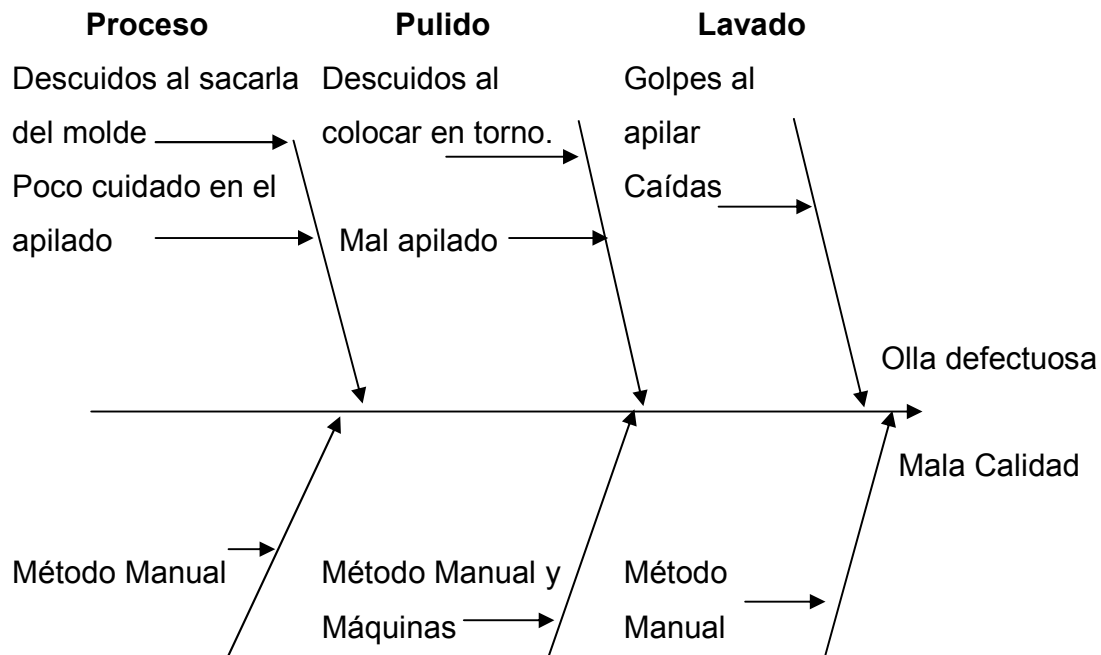 Proceso
Pulido
Lavado
Descuidos al sacarla
del molde
Poco cuidado en el
apilado
Descuidos al
colocar en torno.
Mal apilado
Golpes al
apilar
Caídas
Olla defectuosa
Mala Calidad
Método Manual
Método Manual y
Máquinas
Método
Manual